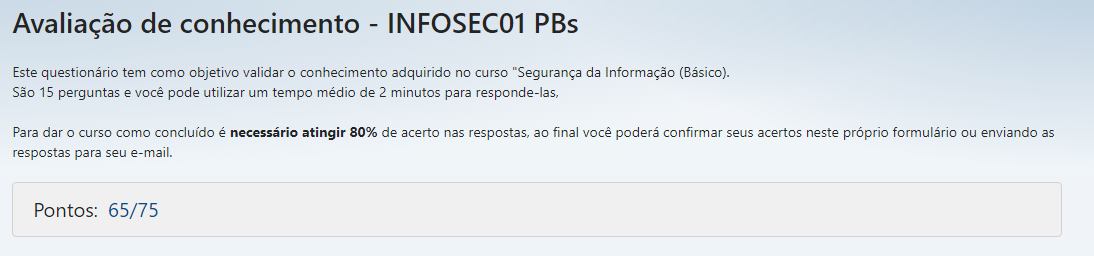 Avaliação de conhecimento - INFOSEC01 PBs
Este questionário tem como objetivo validar o conhecimento adquirido no curso "Segurança da Informação (Básico).
São 15 perguntas e você pode utilizar um tempo médio de 2 minutos para responde-las,
Para dar o curso como concluído é necessário atingir 80% de acerto nas respostas, ao final você poderá confirmar seus acertos neste próprio formulário ou enviando as
respostas para seu e-mail.
Pontos: 65/75